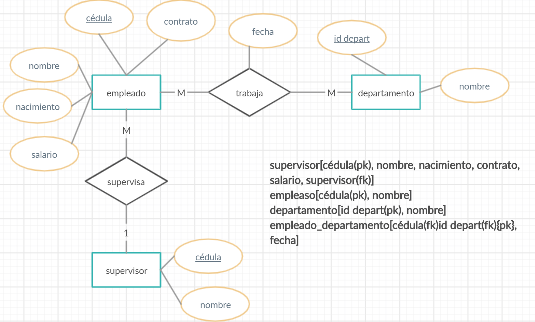 cédula
contrato
fecha
id depart
nombre
nombre
nacimiento
empleado
M
trabaja
M
departamento
salario
M
supervisa
1
supervisor
cédula
nombre
supervisor[cédula(pk), nombre, nacimiento, contrato,
salario, supervisor(fk)]
empleaso[cédula(pk), nombre]
departamento[id depart(pk), nombre]
empleado_departamento[cédula(fk)id depart(fk){pk},
fecha]